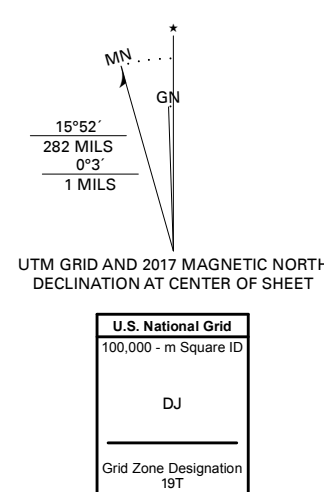 ★
MN
GN
15°52´
282 MILS
0°3´
1 MILS
UTM GRID AND 2017 MAGNETIC NORTH
DECLINATION AT CENTER OF SHEET
U.S. National Grid
100,000 - m Square ID
DJ
Grid Zone Designation
19T